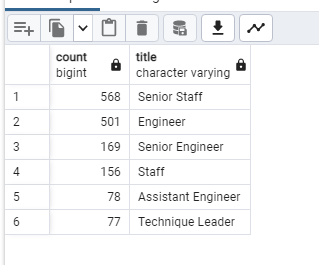 count title
bigint character varying
1 568 Senior Staff
2 501 Engineer
3 169 Senior Engineer
4 156 Staff
5 78 Assistant Engineer
6 77 Technique Leader